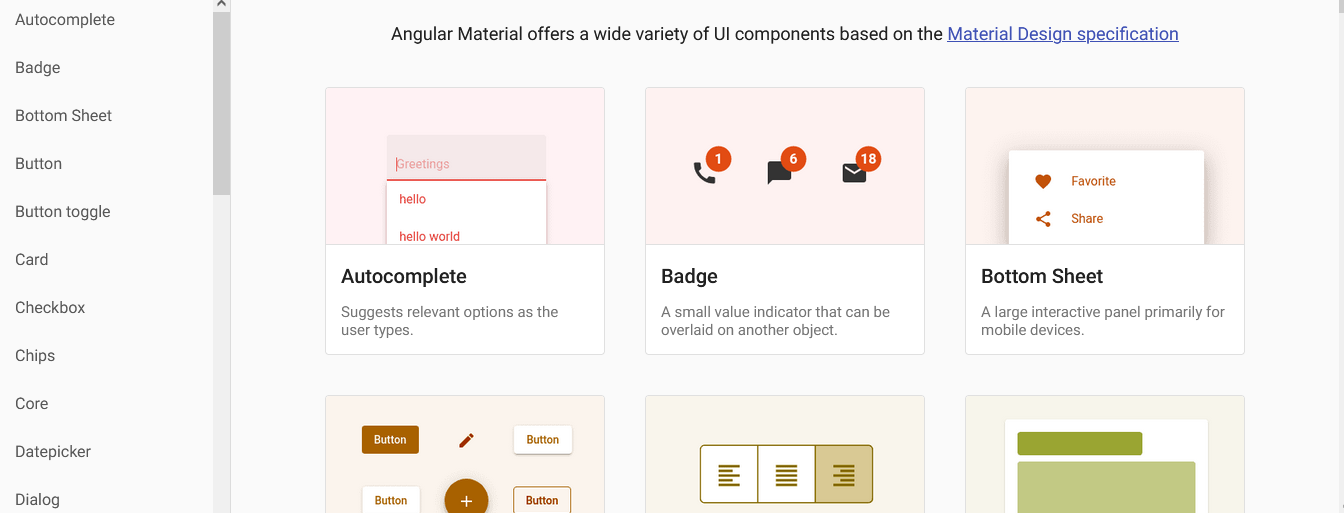 Autocomplete
Badge
Bottom Sheet
Button
Button toggle
Card
Checkbox
Chips
Core
Datepicker
Dialog
Angular Material offers a wide variety of UI components based on the Material Design specification
Greetings
hello
hello world
Autocomplete
Suggests relevant options as the
user types.
1
6
18
Badge
A small value indicator that can be
overlaid on another object.
Favorite
Share
Bottom Sheet
A large interactive panel primarily for
mobile devices.
Button
Button
Button
+
Button